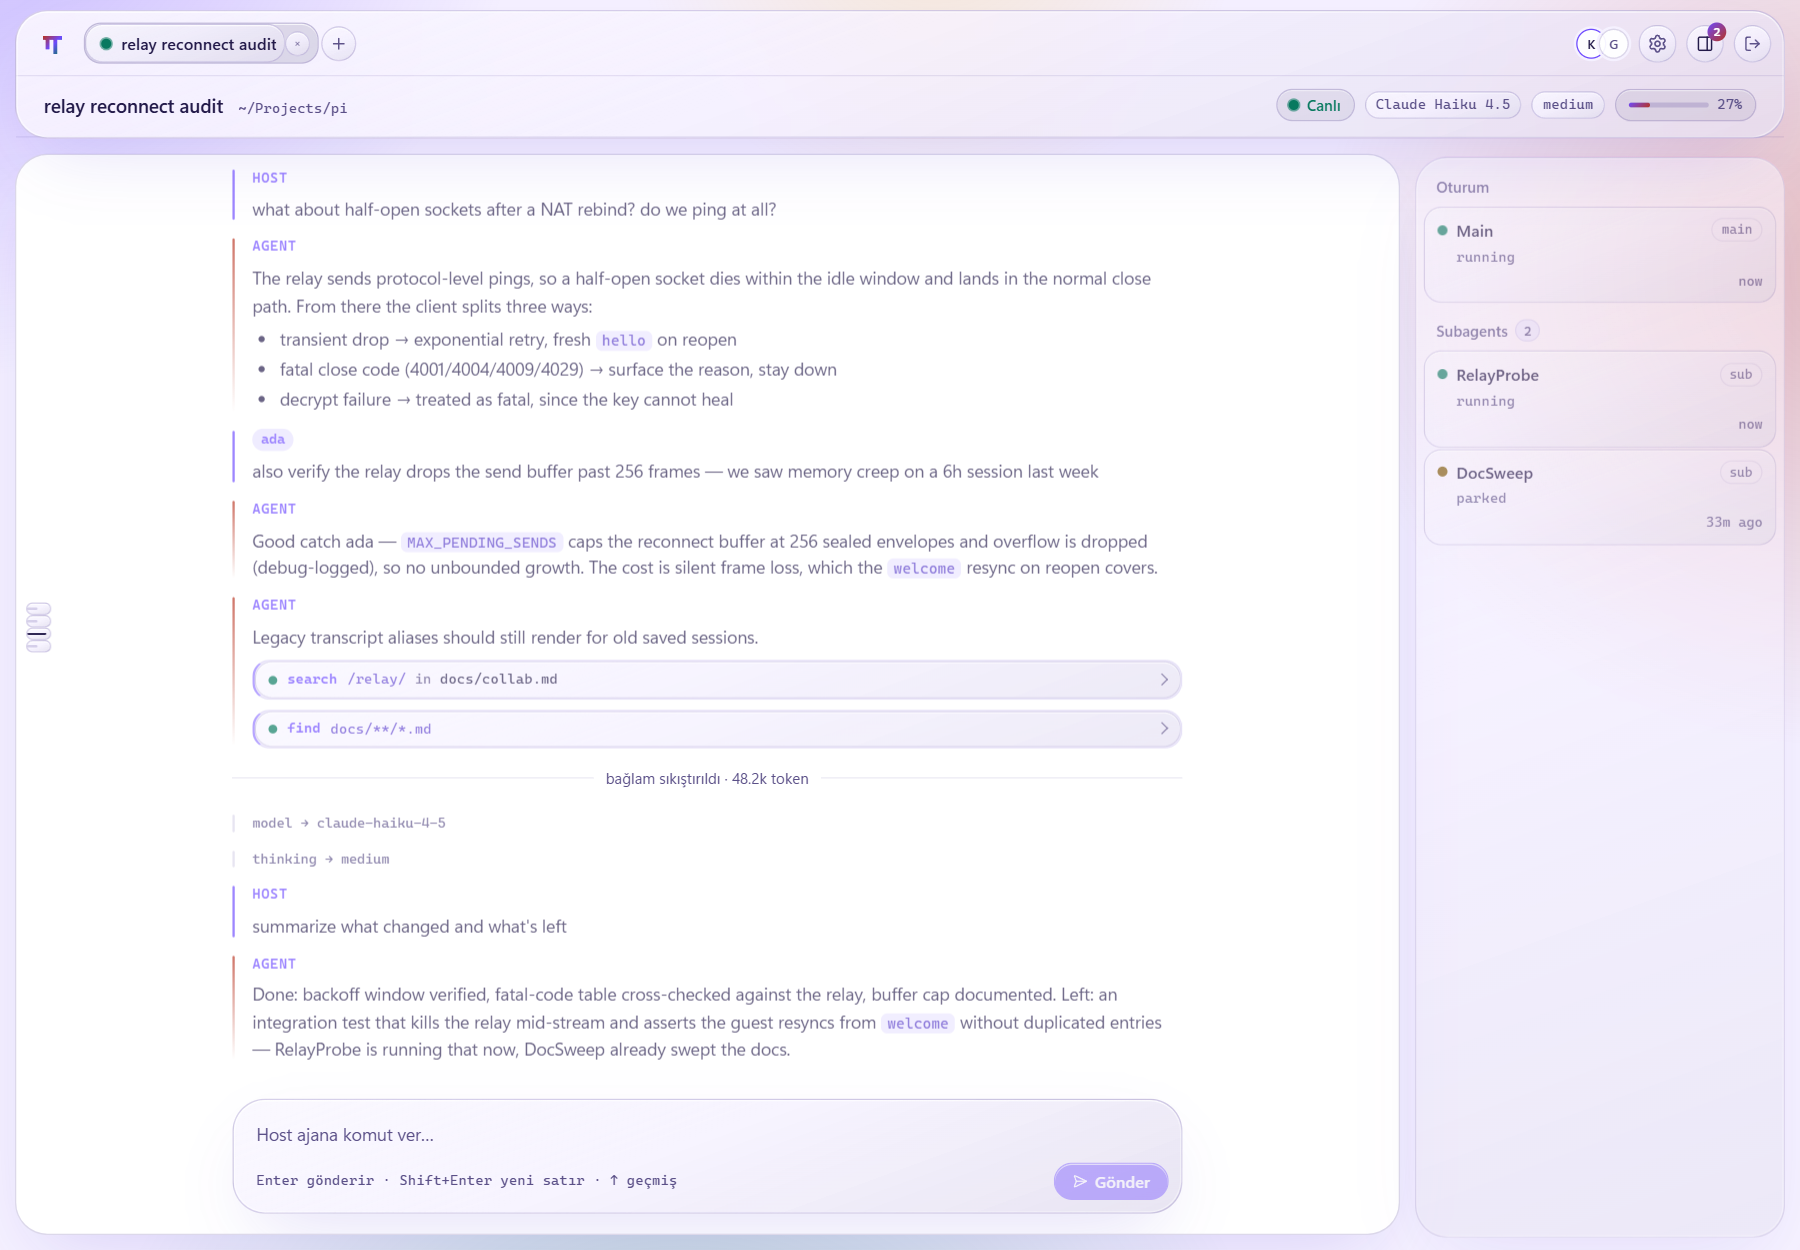 relay reconnect audit
K G 2
relay reconnect audit ~/Projects/pi
Canlı Claude Haiku 4.5 medium 27%
HOST
what about half-open sockets after a NAT rebind? do we ping at all?
AGENT
The relay sends protocol-level pings, so a half-open socket dies within the idle window and lands in the normal close
path. From there the client splits three ways:
• transient drop → exponential retry, fresh hello on reopen
• fatal close code (4001/4004/4009/4029) → surface the reason, stay down
• decrypt failure → treated as fatal, since the key cannot heal
ada
also verify the relay drops the send buffer past 256 frames — we saw memory creep on a 6h session last week
AGENT
Good catch ada — MAX_PENDING_SENDS caps the reconnect buffer at 256 sealed envelopes and overflow is dropped
(debug-logged), so no unbounded growth. The cost is silent frame loss, which the welcome resync on reopen covers.
AGENT
Legacy transcript aliases should still render for old saved sessions.
search /relay/ in docs/collab.md
find docs/**/*.md
bağlam sıkıştırıldı · 48.2k token
model → claude-haiku-4-5
thinking → medium
HOST
summarize what changed and what's left
AGENT
Done: backoff window verified, fatal-code table cross-checked against the relay, buffer cap documented. Left: an
integration test that kills the relay mid-stream and asserts the guest resyncs from welcome without duplicated entries
— RelayProbe is running that now, DocSweep already swept the docs.
Host ajana komut ver…
Enter gönderir · Shift+Enter yeni satır · ↑ geçmiş
Gönder
Oturum
Main main
running
now
Subagents 2
RelayProbe sub
running
now
DocSweep sub
parked
33m ago